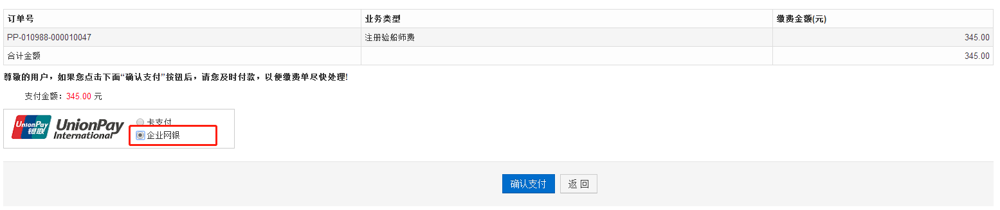 订单号 业务类型 缴费金额(元)
PP-010988-000010047 注册验船师费 345.00
合计金额 345.00
尊敬的用户，如果您点击下面“确认支付”按钮后，请您及时付款，以便缴费单尽快处理!
支付金额：345.00 元
UnionPay 银联 UnionPay International
卡支付
企业网银
确认支付 返 回